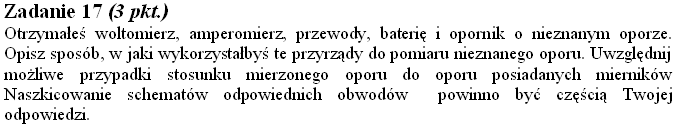 Zadanie 17 (3 pkt.)
Otrzymałeś woltomierz, amperomierz, przewody, baterię i opornik o nieznanym oporze.
Opisz sposób, w jaki wykorzystałbyś te przyrządy do pomiaru nieznanego oporu. Uwzględnij
możliwe przypadki stosunku mierzonego oporu do oporu posiadanych mierników
Naszkicowanie schematów odpowiednich obwodów powinno być częścią Twojej
odpowiedzi.